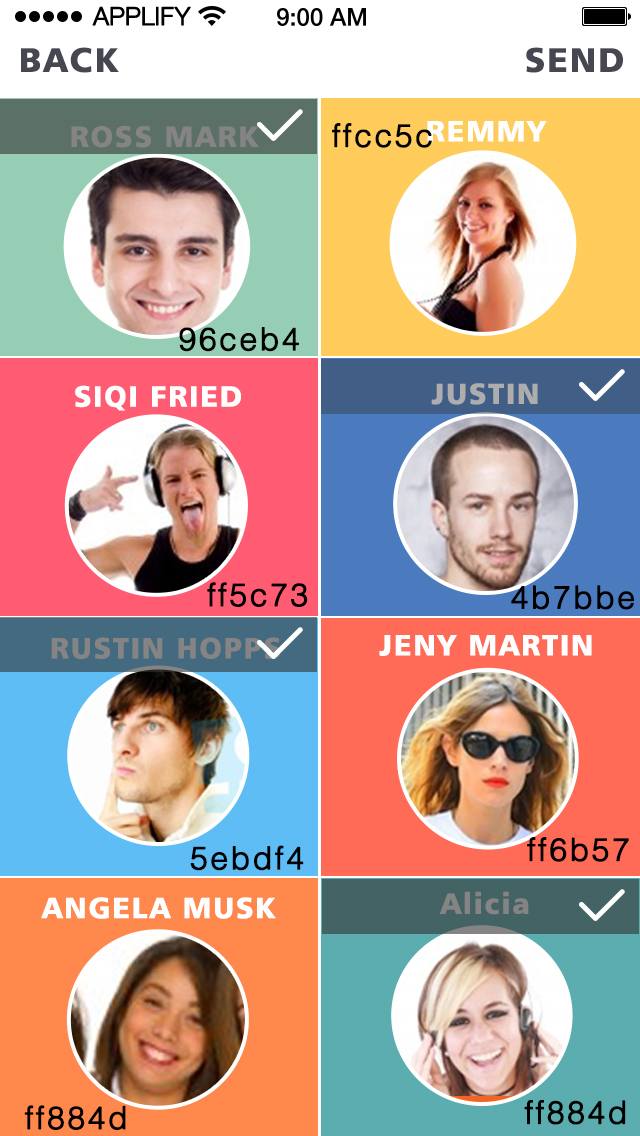 APPLIFY 9:00 AM
BACK SEND
ROSS MARK
96ceb4
ffcc5c REMMY
SIQI FRIED
ff5c73
JUSTIN
4b7bbe
RUSTIN HOPPS
5ebdf4
JENY MARTIN
ff6b57
ANGELA MUSK
ff884d
Alicia
ff884d